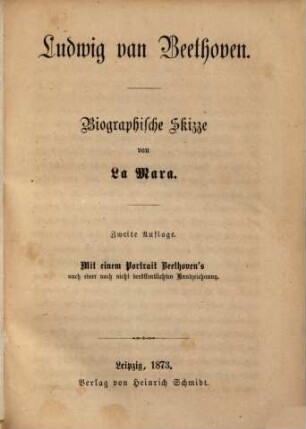 Ludwig van Beethoven.
Biographische Skizze
von
La Mara.
Zweite Auflage.
Mit einem Portrait Beethoven's
nach einer noch nicht veröffentlichten Handzeichnung.
Leipzig, 1873.
Verlag von Heinrich Schmidt.